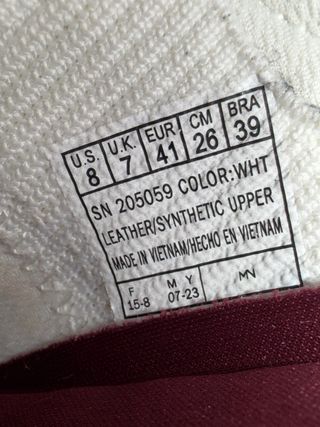 U.S. U.K. EUR CM BRA
8 7 41 26 39
SN 205059 COLOR:WHT
LEATHER/SYNTHETIC UPPER
MADE IN VIETNAM/HECHO EN VIETNAM
F M Y MN
15-8 07-23